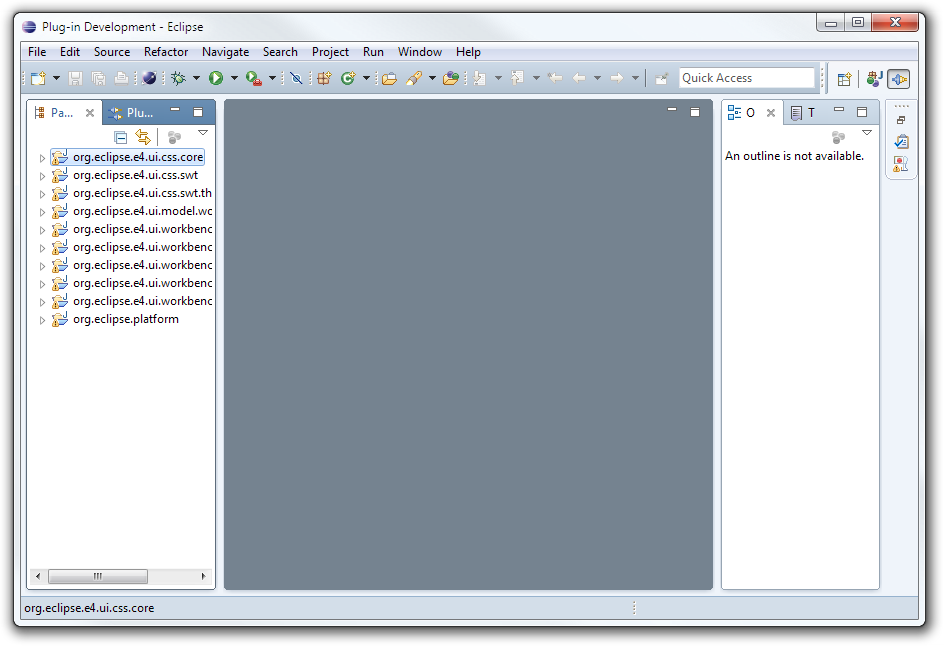 Plug-in Development - Eclipse
File Edit Source Refactor Navigate Search Project Run Window Help
Quick Access
Pa... Plu...
O T
org.eclipse.e4.ui.css.core
org.eclipse.e4.ui.css.swt
org.eclipse.e4.ui.css.swt.th
org.eclipse.e4.ui.model.wo
org.eclipse.e4.ui.workbenc
org.eclipse.e4.ui.workbenc
org.eclipse.e4.ui.workbenc
org.eclipse.e4.ui.workbenc
org.eclipse.e4.ui.workbenc
org.eclipse.platform
An outline is not available.
org.eclipse.e4.ui.css.core